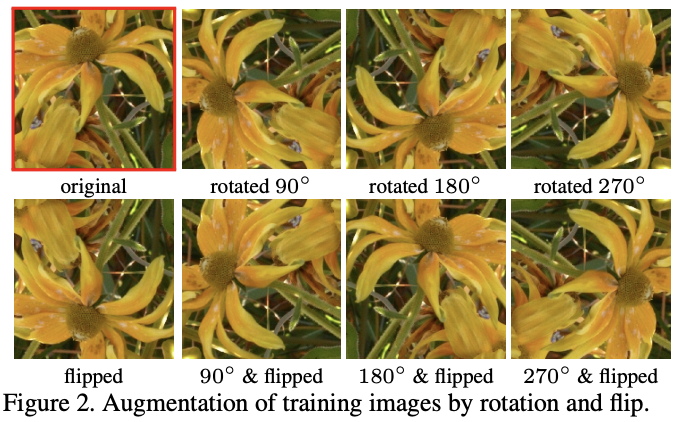 original
rotated 90°
rotated 180°
rotated 270°
flipped
90° & flipped
180° & flipped
270° & flipped
Figure 2. Augmentation of training images by rotation and flip.